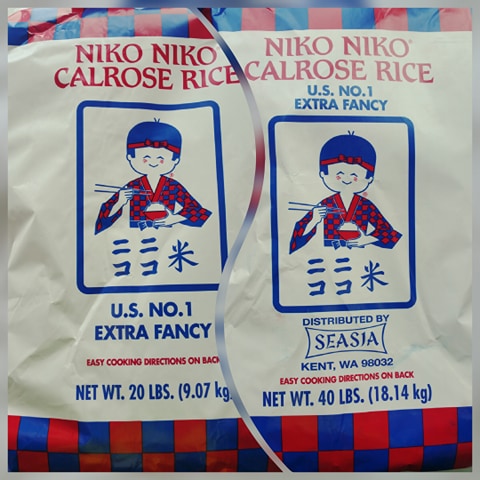 NIKO NIKO
CALROSE RICE
ニコニコ米
U.S. NO.1
EXTRA FANCY
EASY COOKING DIRECTIONS ON BACK
NET WT. 20 LBS. (9.07 kg)
NIKO NIKO®
CALROSE RICE
U.S. NO.1
EXTRA FANCY
ニコニコ米
DISTRIBUTED BY
SEASIA
KENT, WA 98032
EASY COOKING DIRECTIONS ON BACK
NET WT. 40 LBS. (18.14 kg)